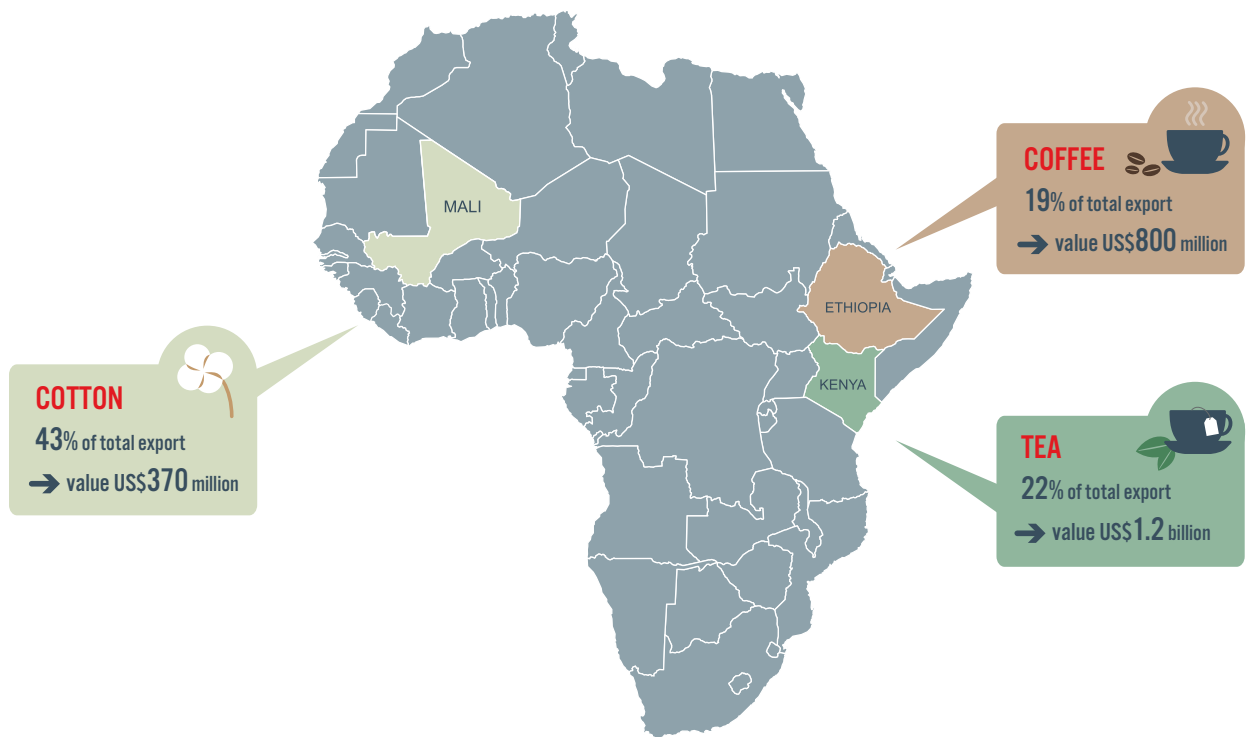 MALI
ETHIOPIA
KENYA
COTTON
43% of total export
value US$370 million
COFFEE
19% of total export
value US$800 million
TEA
22% of total export
value US$1.2 billion